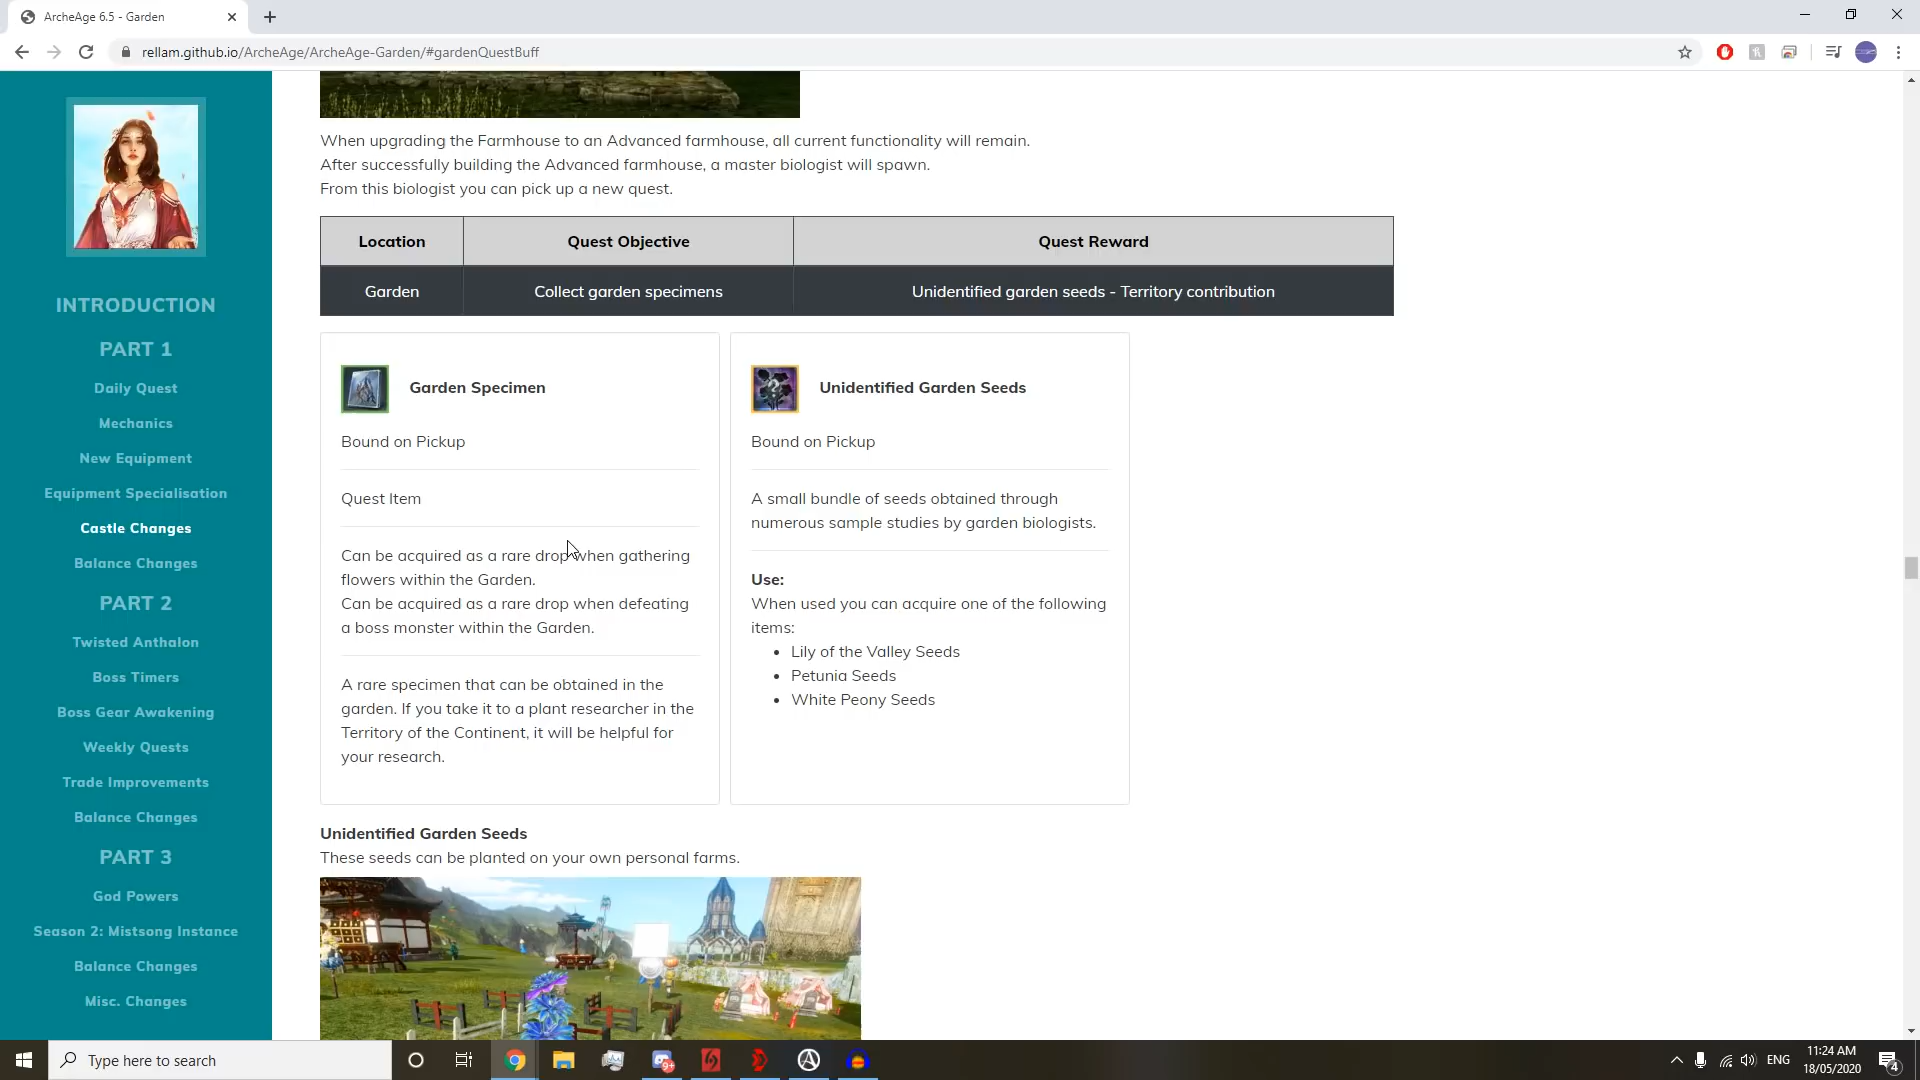 ArcheAge 6.5 - Garden
rellam.github.io/ArcheAge/ArcheAge-Garden/#gardenQuestBuff
INTRODUCTION
PART 1
Daily Quest
Mechanics
New Equipment
Equipment Specialisation
Castle Changes
Balance Changes
PART 2
Twisted Anthalon
Boss Timers
Boss Gear Awakening
Weekly Quests
Trade Improvements
Balance Changes
PART 3
God Powers
Season 2: Mistsong Instance
Balance Changes
Misc. Changes
When upgrading the Farmhouse to an Advanced farmhouse, all current functionality will remain.
After successfully building the Advanced farmhouse, a master biologist will spawn.
From this biologist you can pick up a new quest.
Location Quest Objective Quest Reward
Garden Collect garden specimens Unidentified garden seeds - Territory contribution
Garden Specimen
Bound on Pickup
Quest Item
Can be acquired as a rare drop when gathering
flowers within the Garden.
Can be acquired as a rare drop when defeating
a boss monster within the Garden.
A rare specimen that can be obtained in the
garden. If you take it to a plant researcher in the
Territory of the Continent, it will be helpful for
your research.
Unidentified Garden Seeds
Bound on Pickup
A small bundle of seeds obtained through
numerous sample studies by garden biologists.
Use:
When used you can acquire one of the following
items:
Lily of the Valley Seeds
Petunia Seeds
White Peony Seeds
Unidentified Garden Seeds
These seeds can be planted on your own personal farms.
Type here to search
9+
ENG
11:24 AM
18/05/2020
4